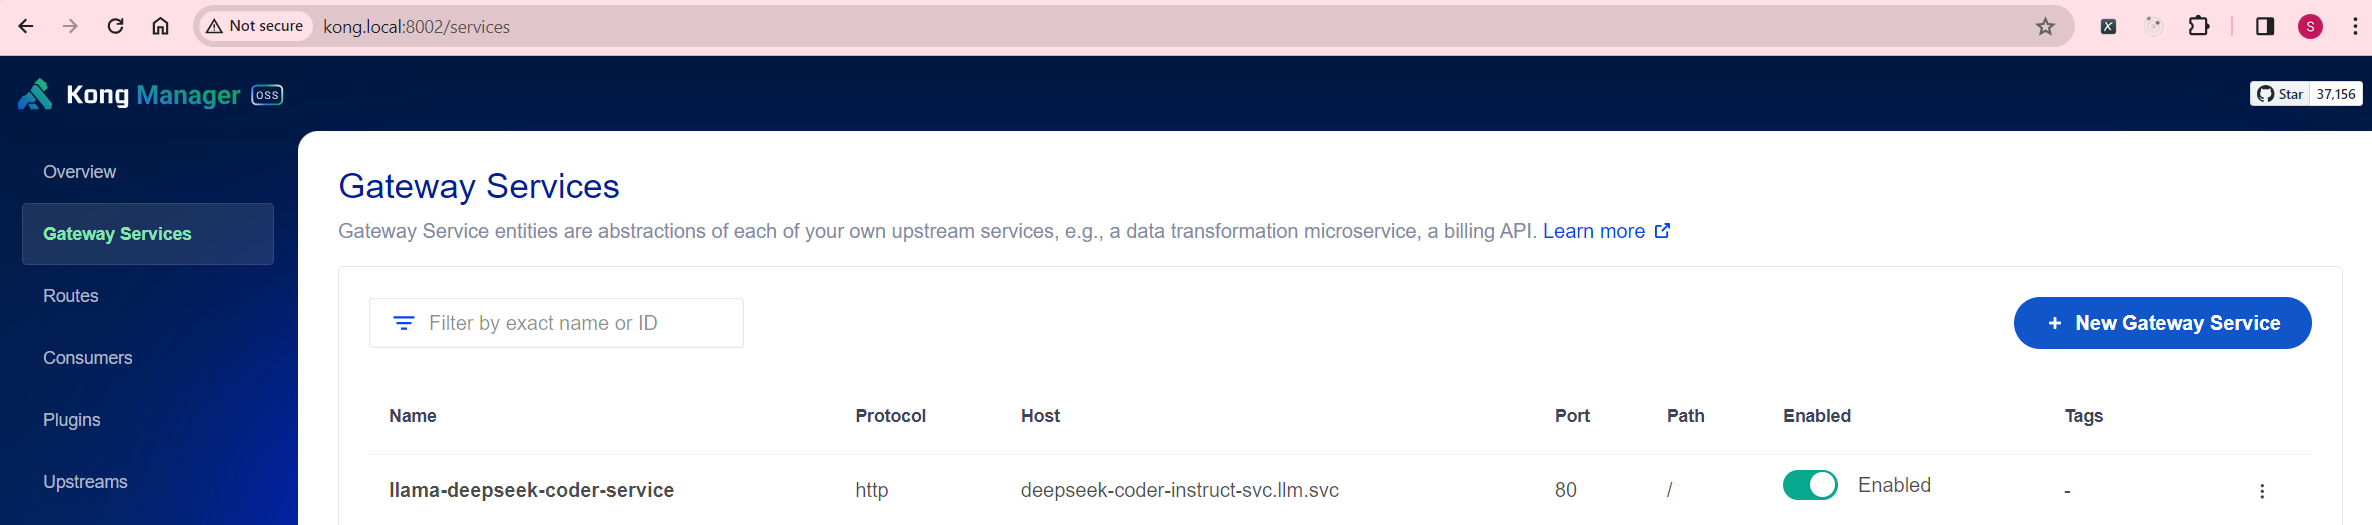 Not secure kong.local:8002/services S
Kong Manager OSS
Star 37,156
Overview
Gateway Services
Routes
Consumers
Plugins
Upstreams
Gateway Services
Gateway Service entities are abstractions of each of your own upstream services, e.g., a data transformation microservice, a billing API. Learn more
Filter by exact name or ID
+ New Gateway Service
Name Protocol Host Port Path Enabled Tags
llama-deepseek-coder-service http deepseek-coder-instruct-svc.llm.svc 80 / Enabled -